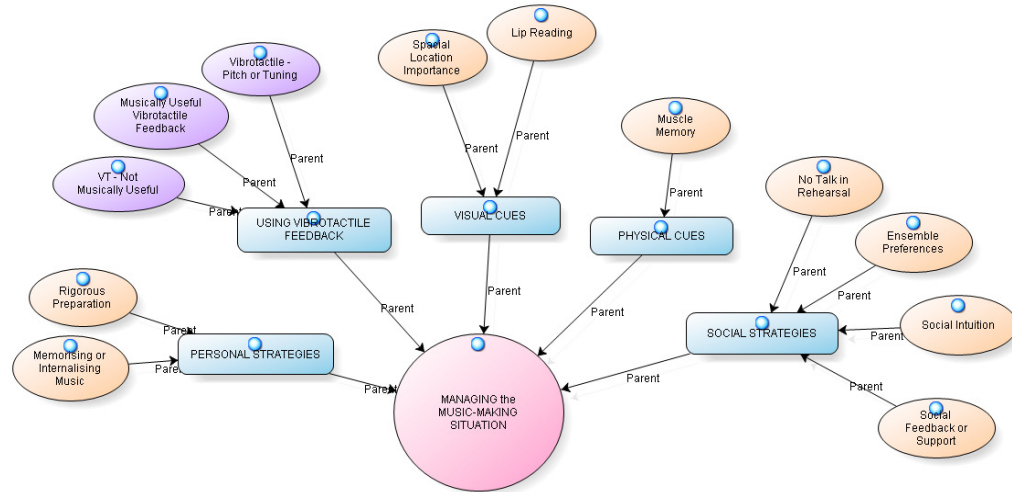 Lip Reading
Spacial
Location
Importance
Vibrotactile -
Pitch or Tuning
Musically Useful
Vibrotactile
Feedback
Muscle
Memory
Parent
Parent
Parent
Parent
VT - Not
Musically Useful
No Talk in
Rehearsal
Parent
Parent
Parent
USING VIBROTACTILE
FEEDBACK
VISUAL CUES
PHYSICAL CUES
Ensemble
Preferences
Rigorous
Preparation
Parent
Parent
Parent
Parent
Parent
Social Intuition
Parent
SOCIAL STRATEGIES
Parent
PERSONAL STRATEGIES
Memorising or
Internalising
Music
Parent
Parent
Parent
MANAGING the
MUSIC-MAKING
SITUATION
Parent
Social
Feedback or
Support